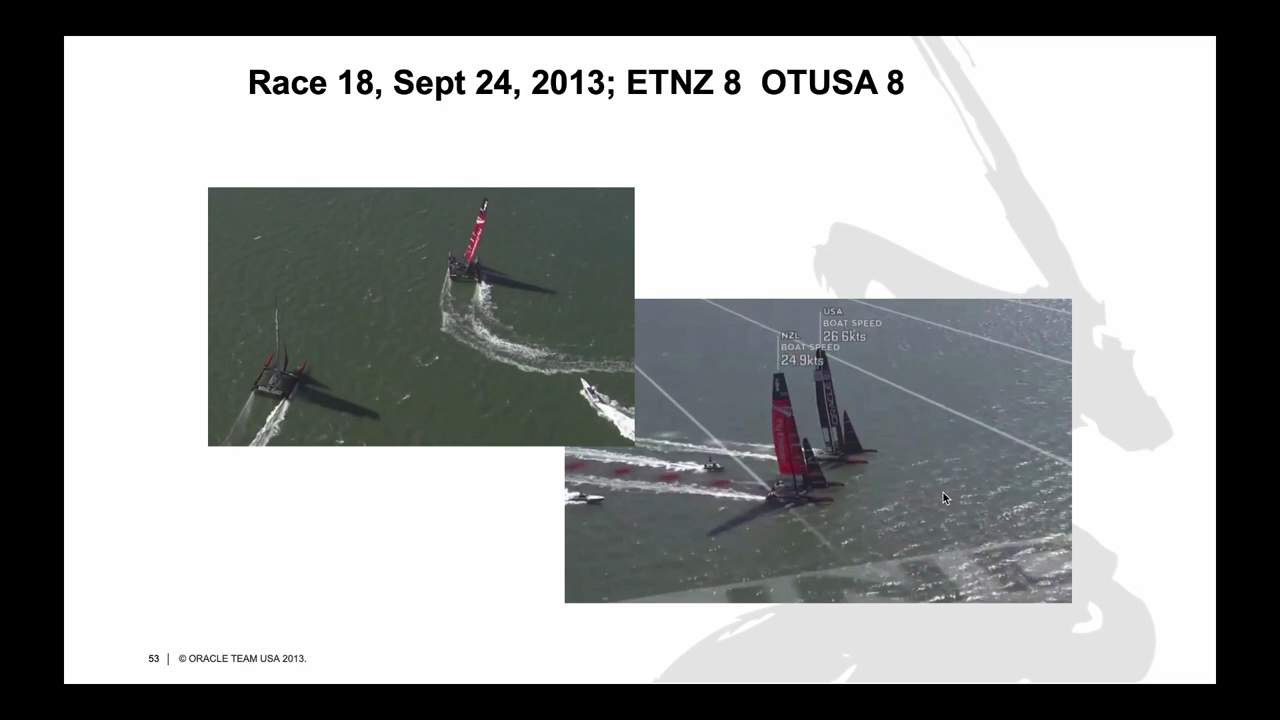 Race 18, Sept 24, 2013; ETNZ 8 OTUSA 8
USA
BOAT SPEED
26.6kts
NZL
BOAT SPEED
24.9kts
ORACLE
53 | © ORACLE TEAM USA 2013.